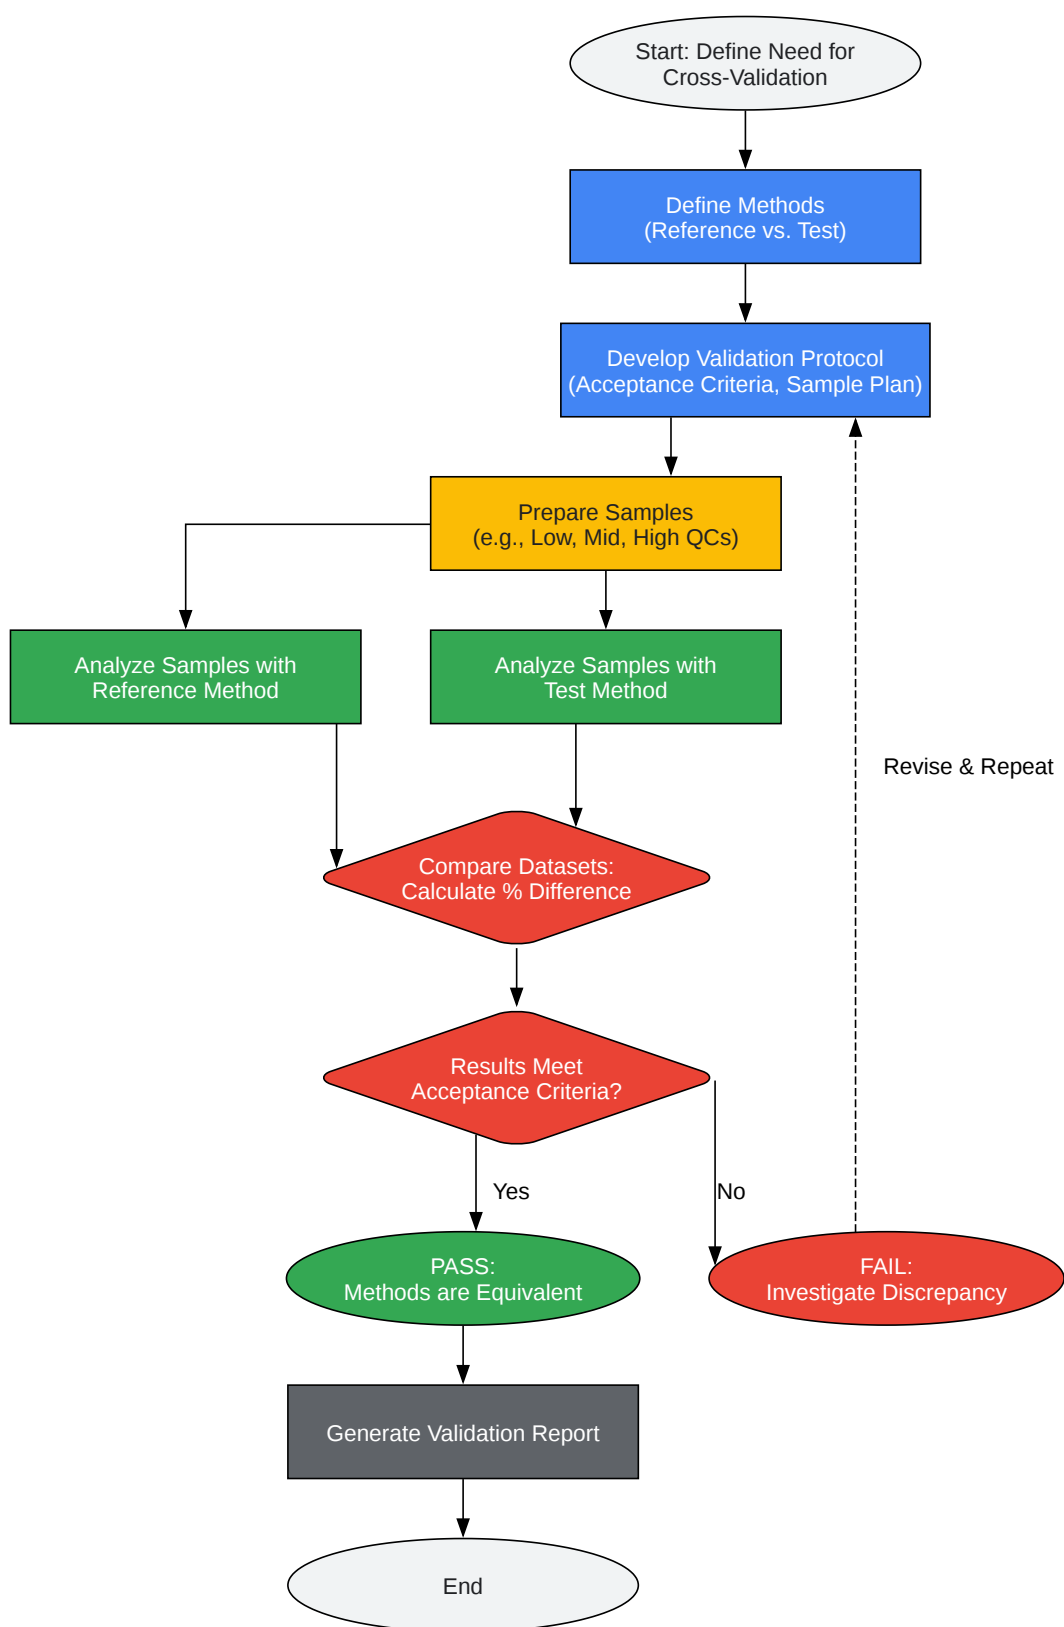 Start: Define Need for
Cross-Validation
Define Methods
(Reference vs. Test)
Develop Validation Protocol
(Acceptance Criteria, Sample Plan)
Prepare Samples
(e.g., Low, Mid, High QCs)
Analyze Samples with
Reference Method
Analyze Samples with
Test Method
Revise & Repeat
Compare Datasets:
Calculate % Difference
Results Meet
Acceptance Criteria?
Yes
No
PASS:
Methods are Equivalent
FAIL:
Investigate Discrepancy
Generate Validation Report
End